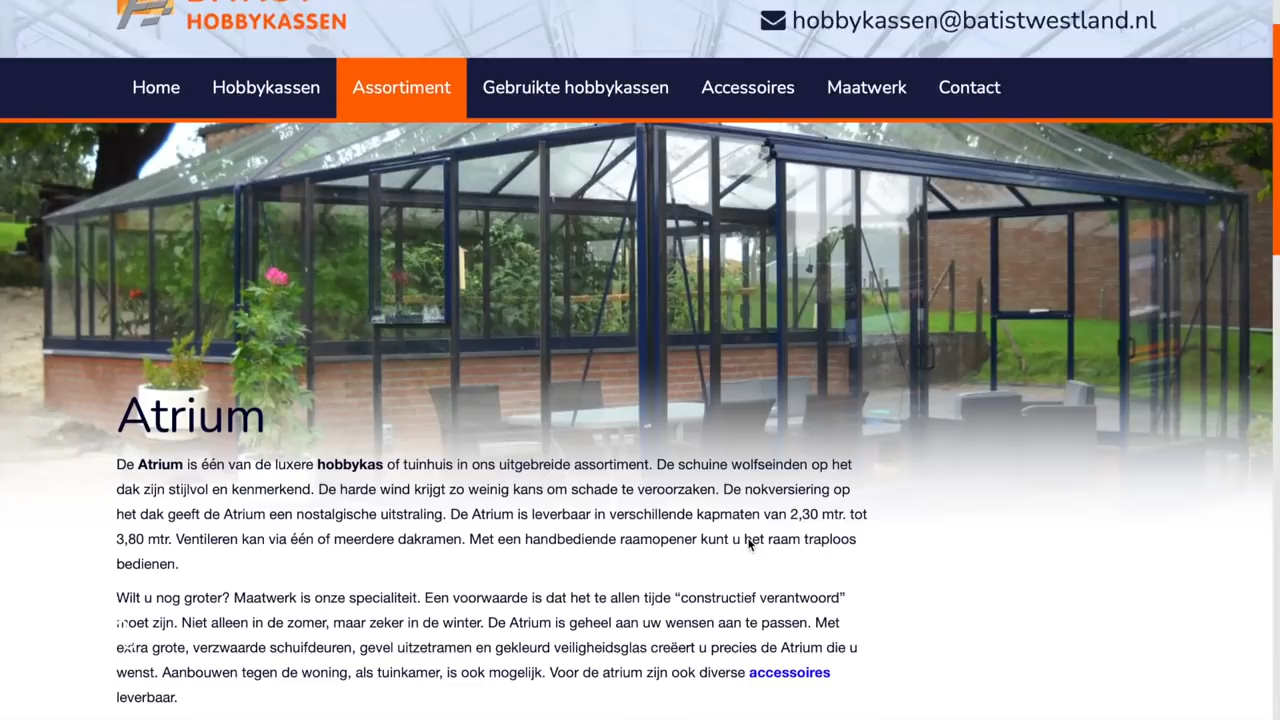 HOBBYKASSEN
hobbykassen@batistwestland.nl
Home Hobbykassen Assortiment Gebruikte hobbykassen Accessoires Maatwerk Contact
Atrium
De Atrium is één van de luxere hobbykas of tuinhuis in ons uitgebreide assortiment. De schuine wolfseinden op het
dak zijn stijlvol en kenmerkend. De harde wind krijgt zo weinig kans om schade te veroorzaken. De nokversiering op
het dak geeft de Atrium een nostalgische uitstraling. De Atrium is leverbaar in verschillende kapmaten van 2,30 mtr. tot
3,80 mtr. Ventileren kan via één of meerdere dakramen. Met een handbediende raamopener kunt u het raam traploos
bedienen.
Wilt u nog groter? Maatwerk is onze specialiteit. Een voorwaarde is dat het te allen tijde “constructief verantwoord”
moet zijn. Niet alleen in de zomer, maar zeker in de winter. De Atrium is geheel aan uw wensen aan te passen. Met
extra grote, verzwaarde schuifdeuren, gevel uitzetramen en gekleurd veiligheidsglas creëert u precies de Atrium die u
wenst. Aanbouwen tegen de woning, als tuinkamer, is ook mogelijk. Voor de atrium zijn ook diverse accessoires
leverbaar.